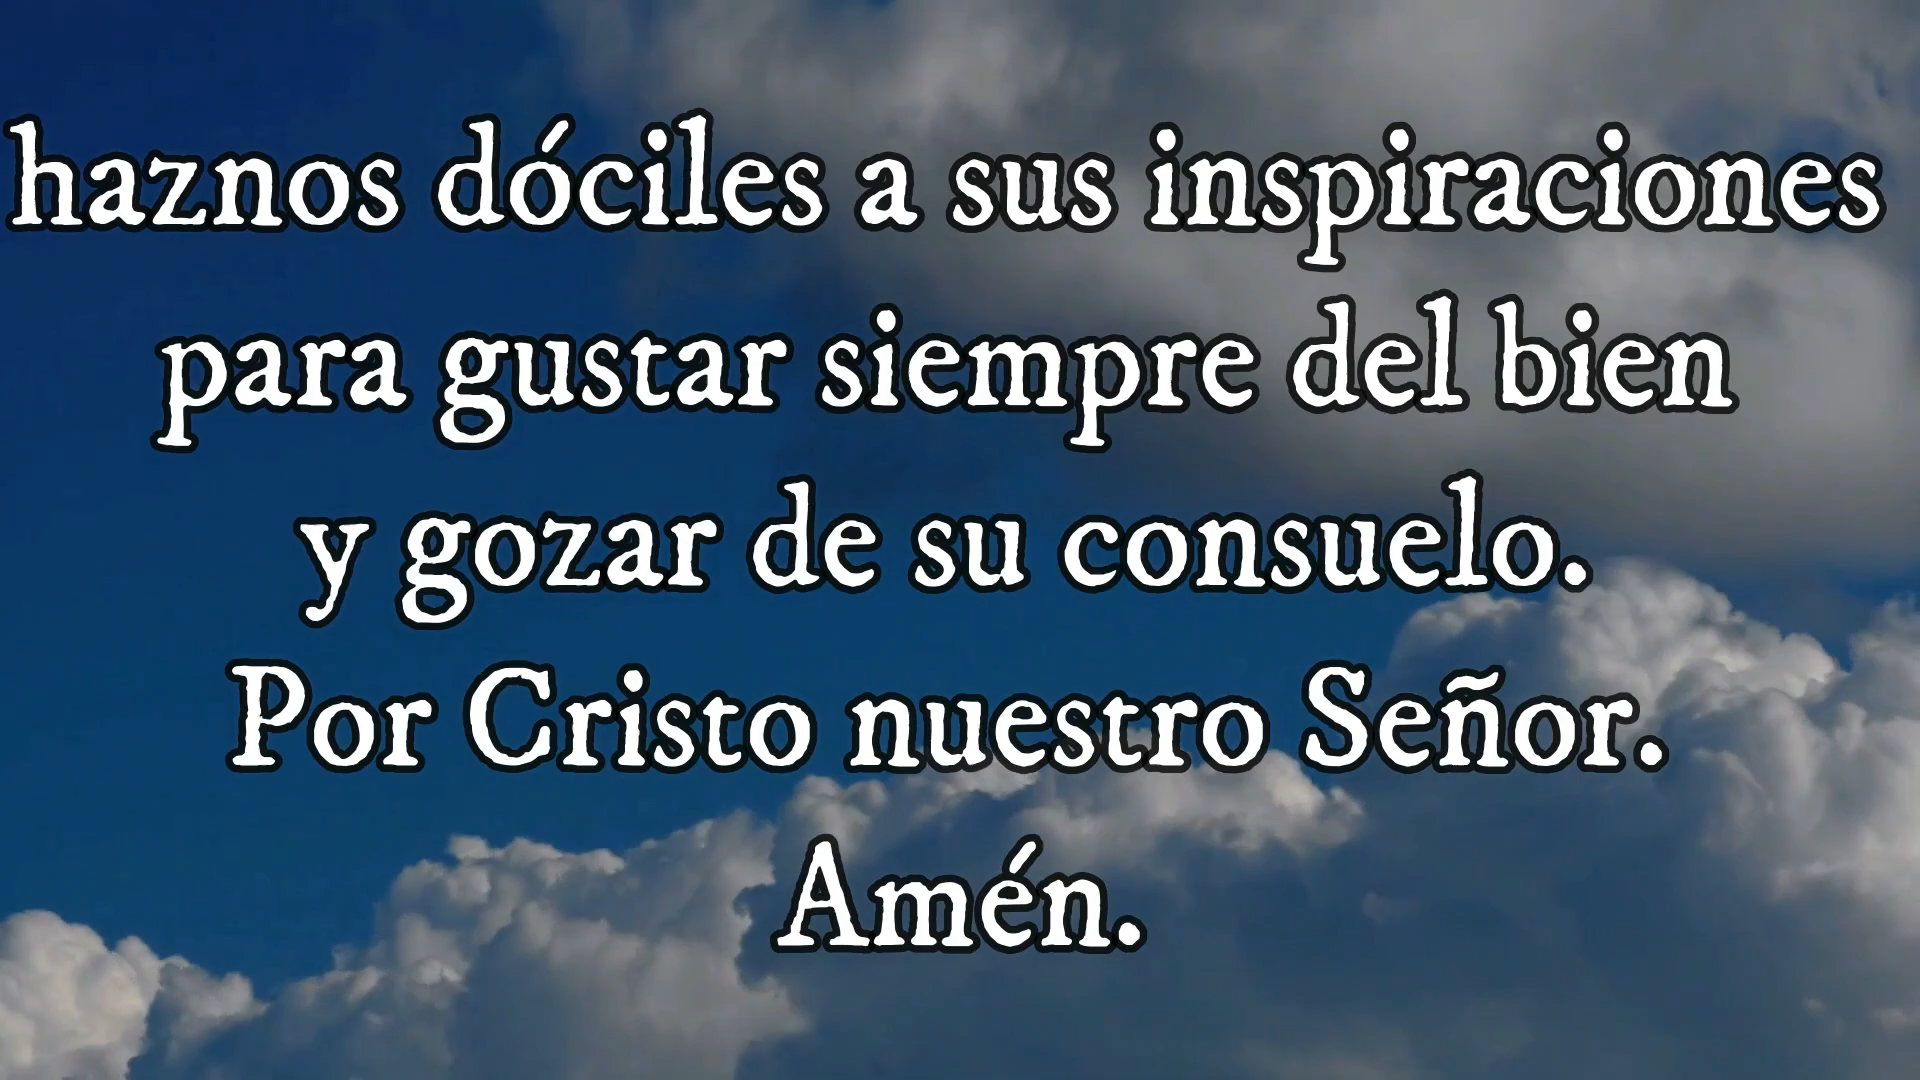 haznos dóciles a sus inspiraciones
para gustar siempre del bien
y gozar de su consuelo.
Por Cristo nuestro Señor.
Amén.